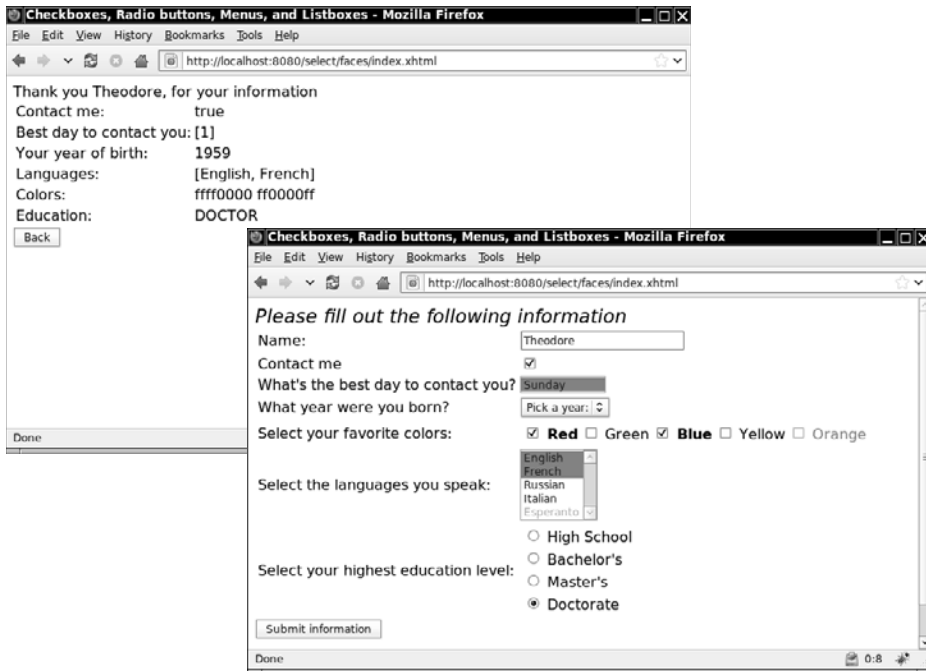 Checkboxes, Radio buttons, Menus, and Listboxes - Mozilla Firefox
File Edit View History Bookmarks Tools Help
http://localhost:8080/select/faces/index.xhtml
Thank you Theodore, for your information
Contact me: true
Best day to contact you: [1]
Your year of birth: 1959
Languages: [English, French]
Colors: ffff0000 ff0000ff
Education: DOCTOR
Back
Done
Checkboxes, Radio buttons, Menus, and Listboxes - Mozilla Firefox
File Edit View History Bookmarks Tools Help
http://localhost:8080/select/faces/index.xhtml
Please fill out the following information
Name: Theodore
Contact me
What's the best day to contact you? Sunday
What year were you born? Pick a year:
Select your favorite colors: Red Green Blue Yellow Orange
Select the languages you speak:
English
French
Russian
Italian
Esperanto
Select your highest education level:
High School
Bachelor's
Master's
Doctorate
Submit information
Done 0:8